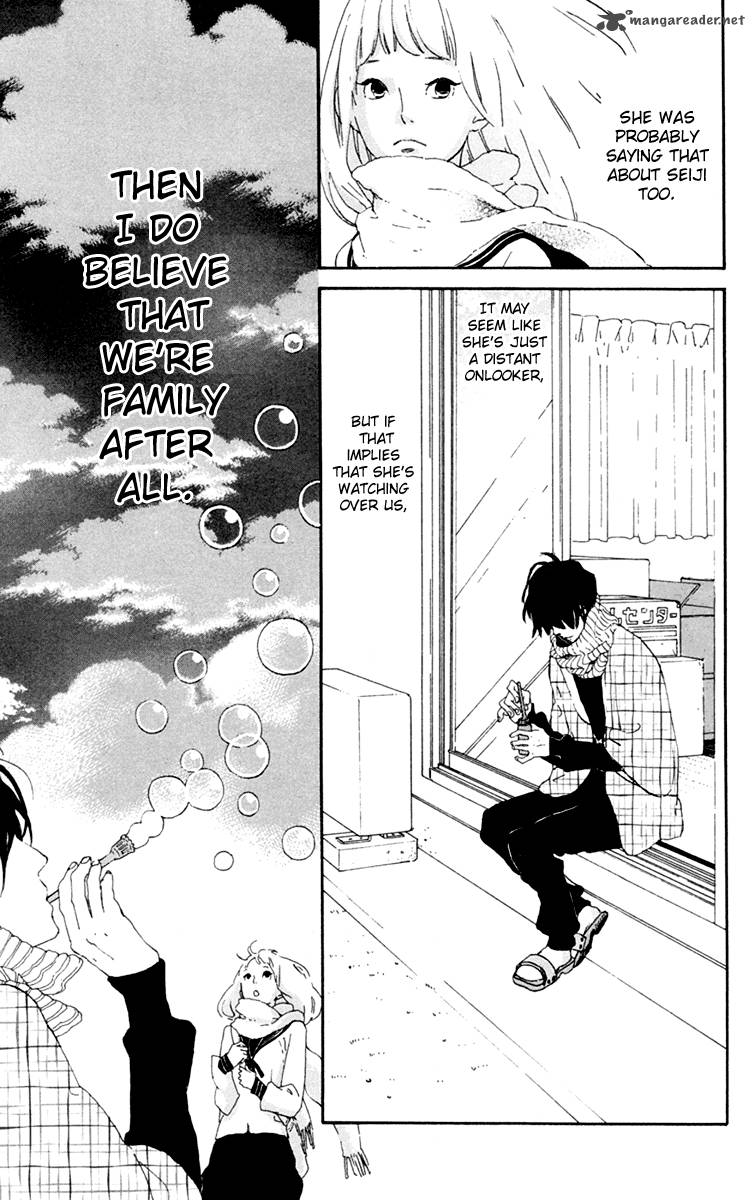 mangareader.net
SHE WAS
PROBABLY
SAYING THAT
ABOUT SEIJI
TOO.
IT MAY
SEEM LIKE
SHE'S JUST
A DISTANT
ONLOOKER,
BUT IF
THAT
IMPLIES
THAT SHE'S
WATCHING
OVER US,
ムセンター
THEN
I DO
BELIEVE
THAT
WE'RE
FAMILY
AFTER
ALL.